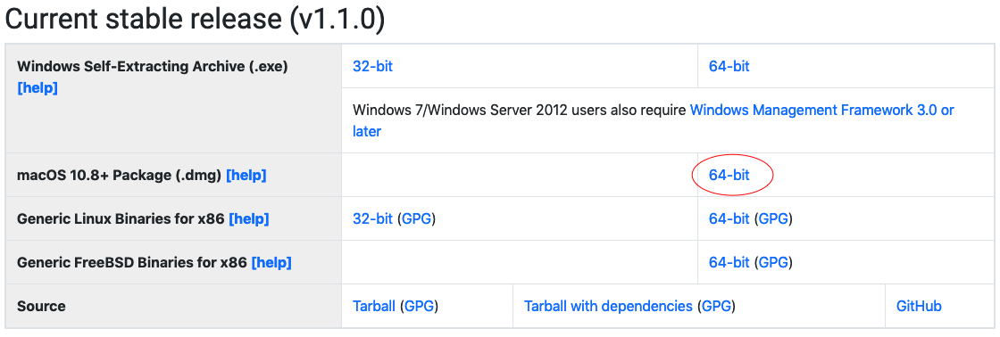 Current stable release (v1.1.0)
Windows Self-Extracting Archive (.exe)
[help]
32-bit
64-bit
Windows 7/Windows Server 2012 users also require Windows Management Framework 3.0 or
later
macOS 10.8+ Package (.dmg) [help]
64-bit
Generic Linux Binaries for x86 [help]
32-bit (GPG)
64-bit (GPG)
Generic FreeBSD Binaries for x86 [help]
64-bit (GPG)
Source
Tarball (GPG)
Tarball with dependencies (GPG)
GitHub